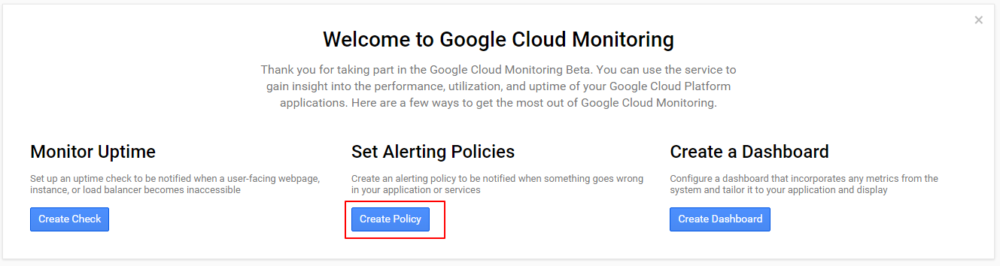 Welcome to Google Cloud Monitoring
Thank you for taking part in the Google Cloud Monitoring Beta. You can use the service to
gain insight into the performance, utilization, and uptime of your Google Cloud Platform
applications. Here are a few ways to get the most out of Google Cloud Monitoring.
Monitor Uptime
Set up an uptime check to be notified when a user-facing webpage,
instance, or load balancer becomes inaccessible
Create Check
Set Alerting Policies
Create an alerting policy to be notified when something goes wrong
in your application or services
Create Policy
Create a Dashboard
Configure a dashboard that incorporates any metrics from the
system and tailor it to your application and display
Create Dashboard